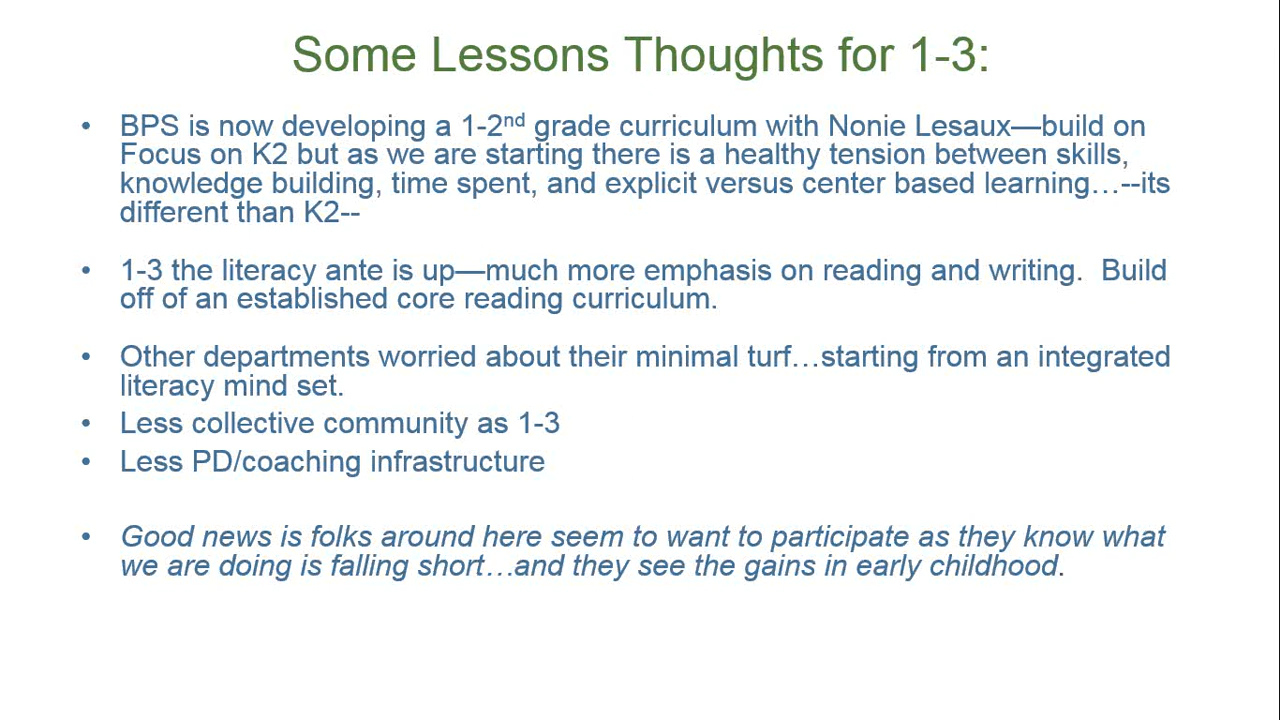 Some Lessons Thoughts for 1-3:
• BPS is now developing a 1-2nd grade curriculum with Nonie Lesaux—build on
Focus on K2 but as we are starting there is a healthy tension between skills,
knowledge building, time spent, and explicit versus center based learning…--its
different than K2--
• 1-3 the literacy ante is up—much more emphasis on reading and writing.  Build
off of an established core reading curriculum.
• Other departments worried about their minimal turf…starting from an integrated
literacy mind set.
• Less collective community as 1-3
• Less PD/coaching infrastructure
• Good news is folks around here seem to want to participate as they know what
we are doing is falling short…and they see the gains in early childhood.